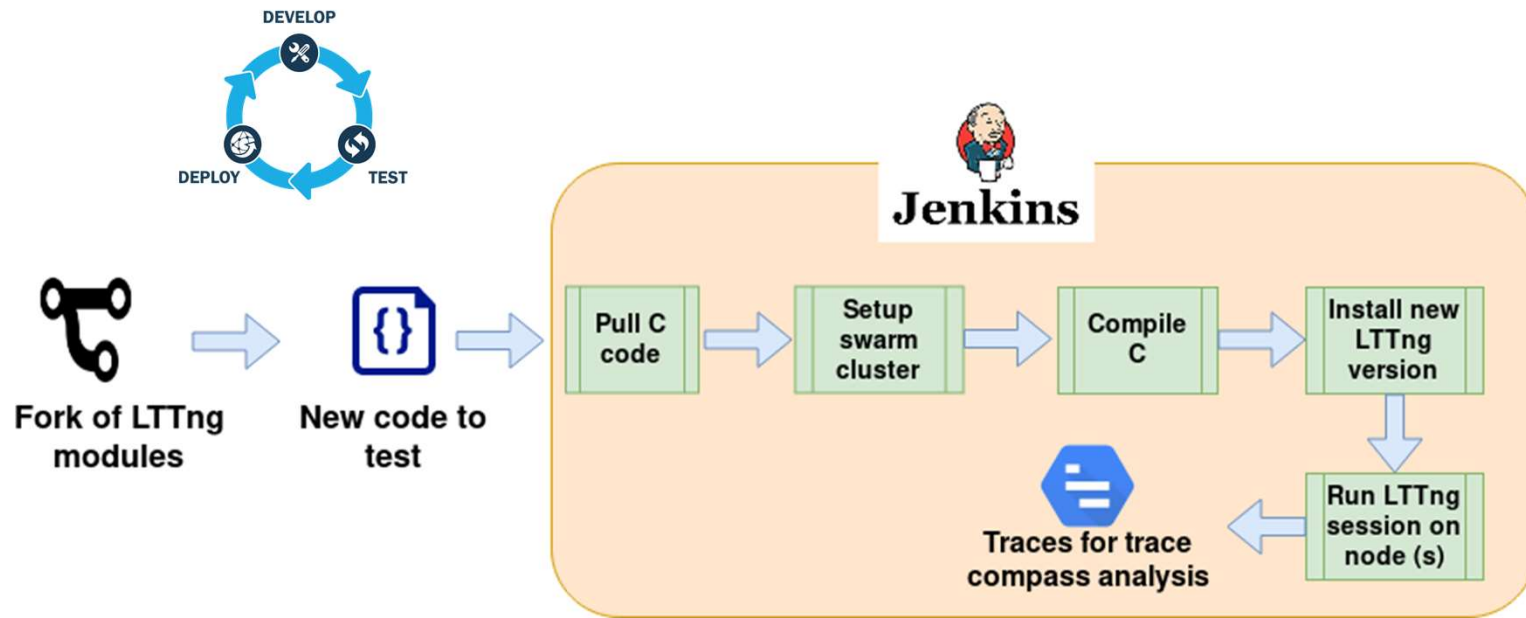 DEVELOP
DEPLOY
TEST
Jenkins
Fork of LTTng
modules
New code to
test
Pull C
code
Setup
swarm
cluster
Compile
C
Install new
LTTng
version
Run LTTng
session on
node (s)
Traces for trace
compass analysis